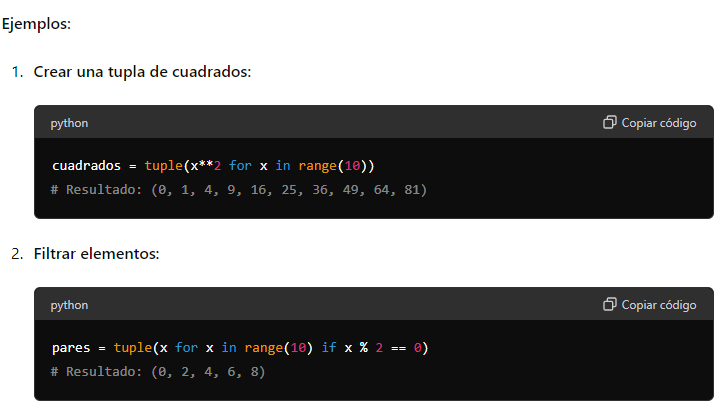 Ejemplos:
1. Crear una tupla de cuadrados:
python
Copiar código
cuadrados = tuple(x**2 for x in range(10))
# Resultado: (0, 1, 4, 9, 16, 25, 36, 49, 64, 81)
2. Filtrar elementos:
python
Copiar código
pares = tuple(x for x in range(10) if x % 2 == 0)
# Resultado: (0, 2, 4, 6, 8)